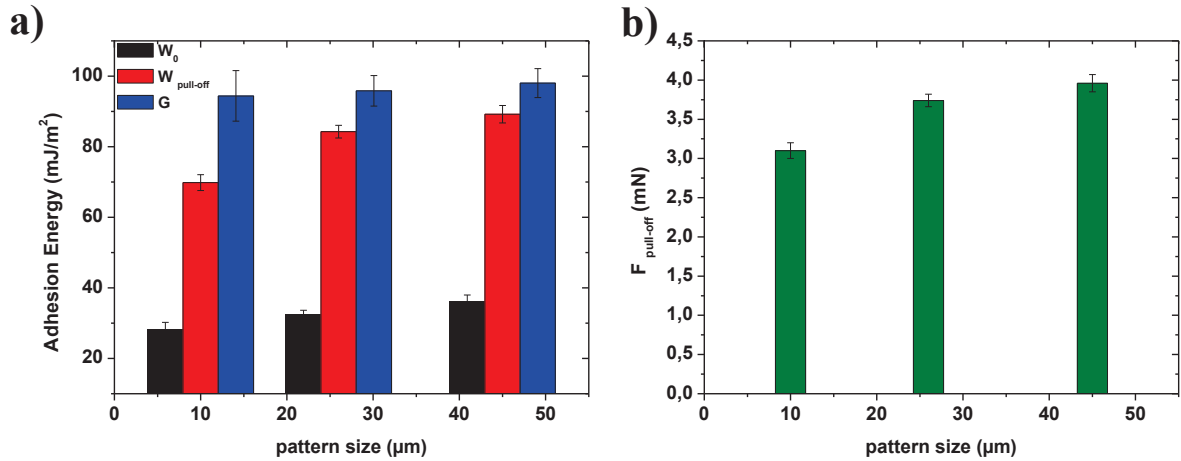 a)
W0
W pull-off
G
Adhesion Energy (mJ/m²)
100
80
60
40
20
0 10 20 30 40 50
pattern size (µm)
b)
F pull-off (mN)
4,5
4,0
3,5
3,0
2,5
2,0
1,5
1,0
0,5
0,0
0 10 20 30 40 50
pattern size (µm)